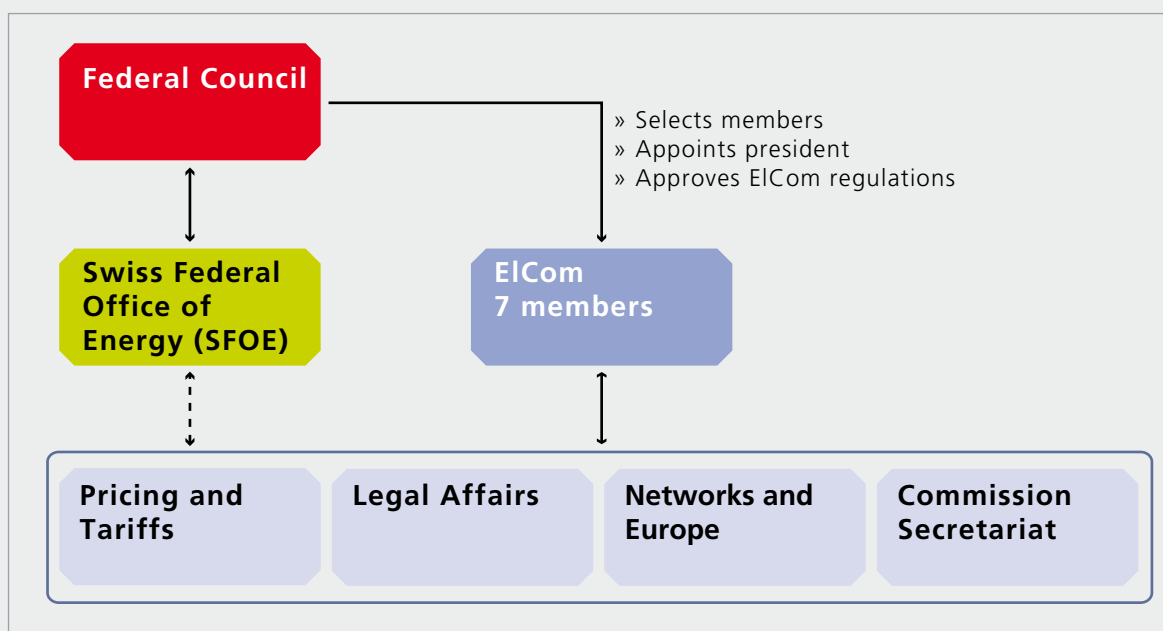 Federal Council
» Selects members
» Appoints president
» Approves ElCom regulations
Swiss Federal
Office of
Energy (SFOE)
ElCom
7 members
Pricing and
Tariffs
Legal Affairs
Networks and
Europe
Commission
Secretariat